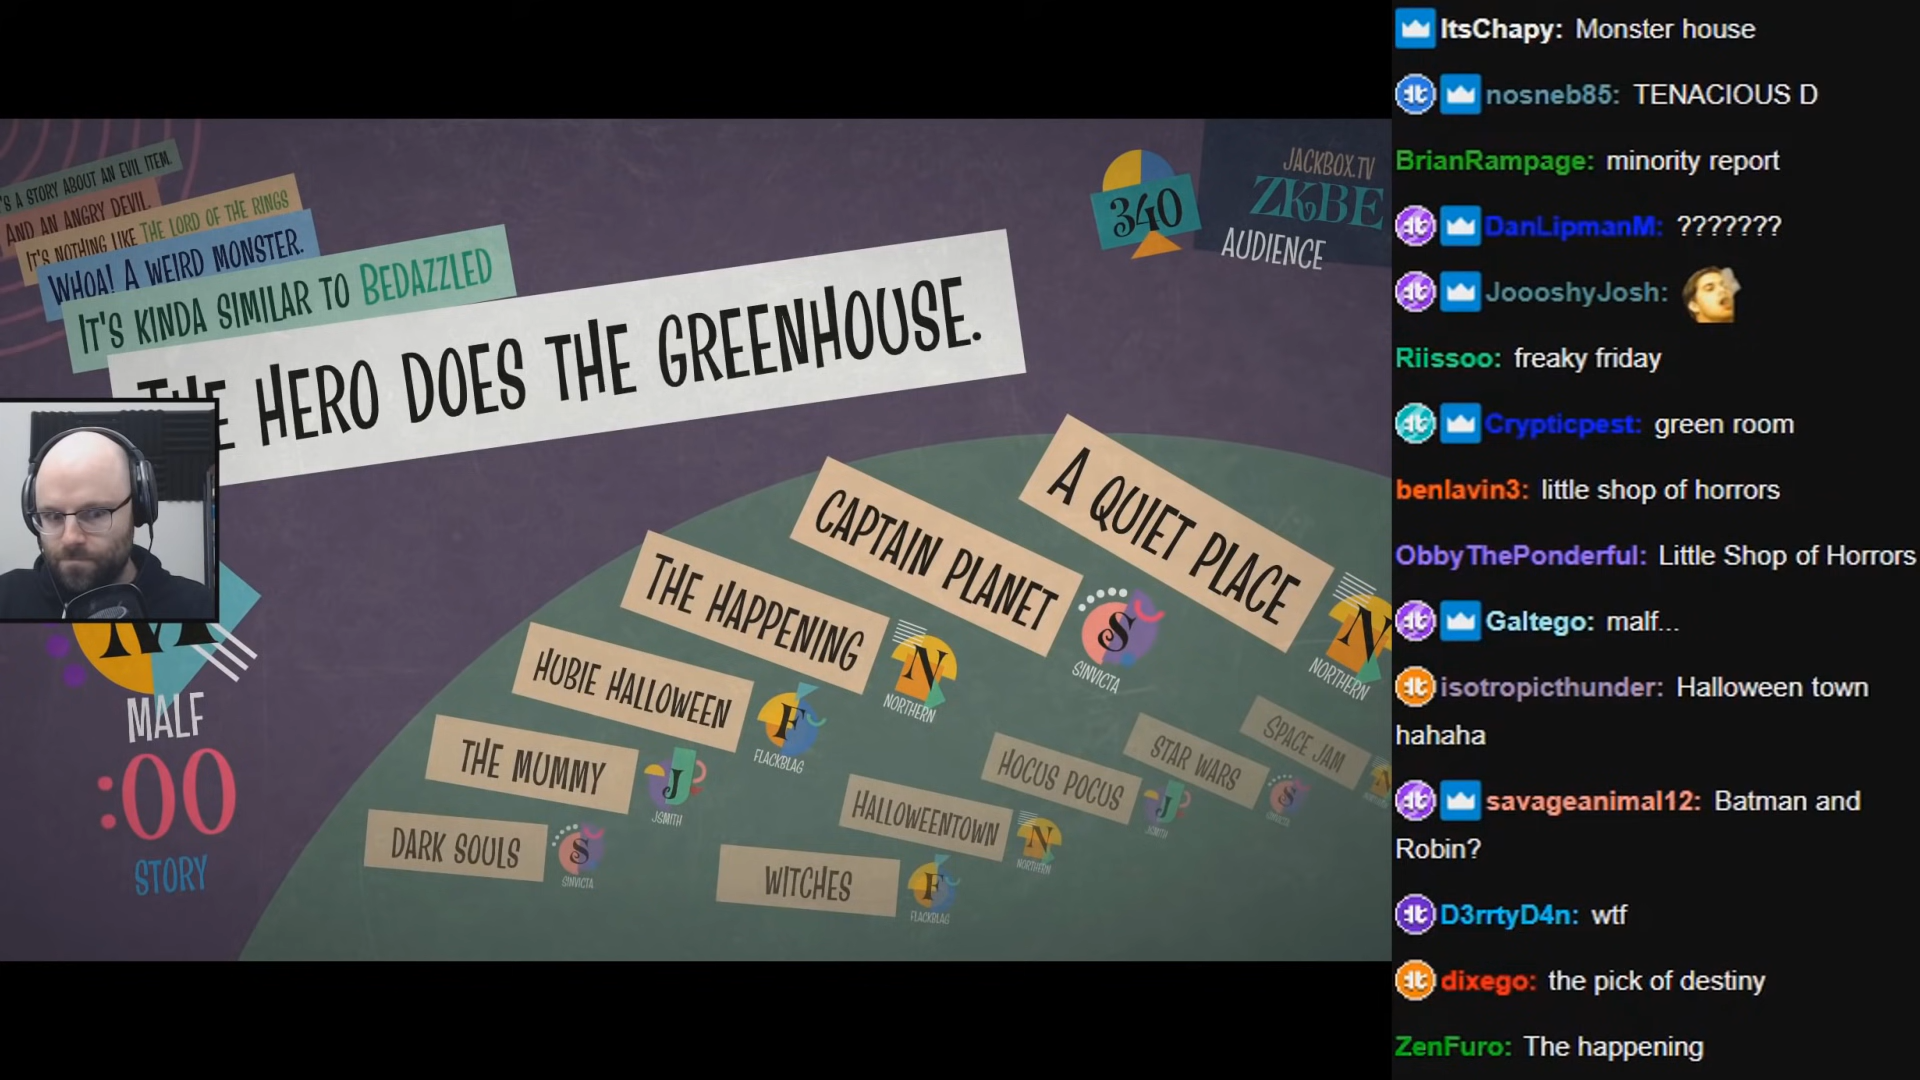 IT'S A STORY ABOUT AN EVIL ITEM.
AND AN ANGRY DEVIL.
IT'S NOTHING LIKE THE LORD OF THE RINGS
WHOA! A WEIRD MONSTER.
IT'S KINDA SIMILAR TO BEDAZZLED
THE HERO DOES THE GREENHOUSE.
340
JACKBOX.TV
ZKBE
AUDIENCE
A QUIET PLACE
N
NORTHERN
CAPTAIN PLANET
S
SINVICTA
THE HAPPENING
N
NORTHERN
HUBIE HALLOWEEN
F
FLACKBLAG
THE MUMMY
J
JSMITH
DARK SOULS
S
SINVICTA
WITCHES
F
FLACKBLAG
HALLOWEENTOWN
N
NORTHERN
HOCUS POCUS
J
JSMITH
STAR WARS
S
SINVICTA
SPACE JAM
N
M
MALF
:00
STORY
ItsChapy: Monster house
nosneb85: TENACIOUS D
BrianRampage: minority report
DanLipmanM: ???????
JoooshyJosh:
Riissoo: freaky friday
Crypticpest: green room
benlavin3: little shop of horrors
ObbyThePonderful: Little Shop of Horrors
Galtego: malf...
isotropicthunder: Halloween town
hahaha
savageanimal12: Batman and
Robin?
D3rrtyD4n: wtf
dixego: the pick of destiny
ZenFuro: The happening